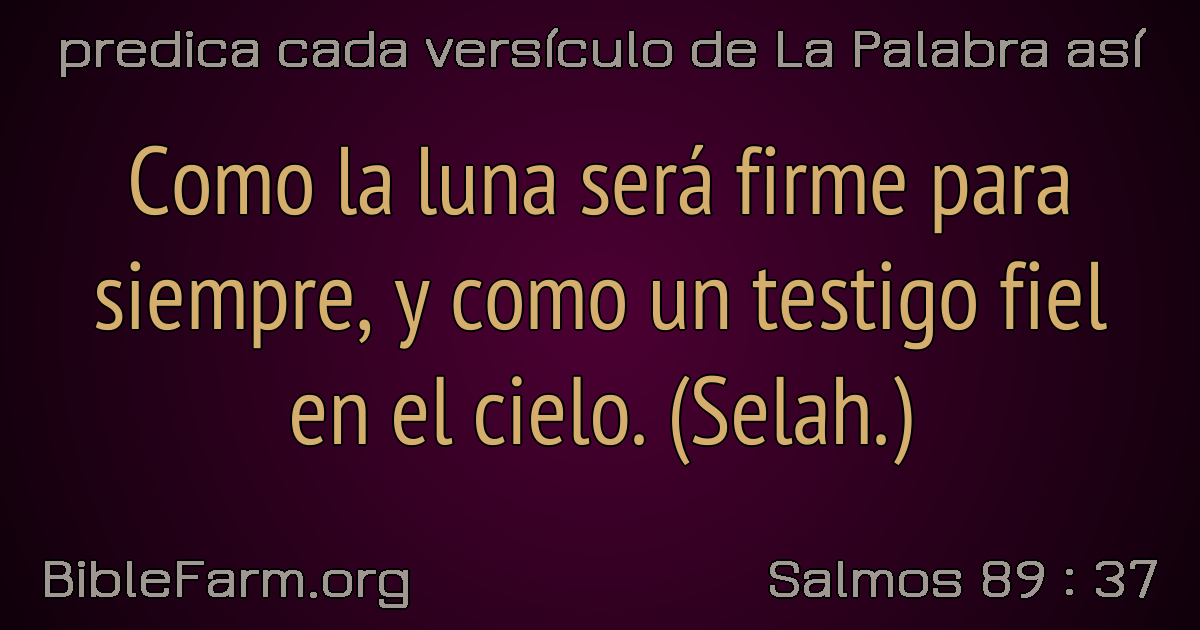 predica cada versículo de La Palabra así
Como la luna será firme para
siempre, y como un testigo fiel
en el cielo. (Selah.)
BibleFarm.org
Salmos 89 : 37